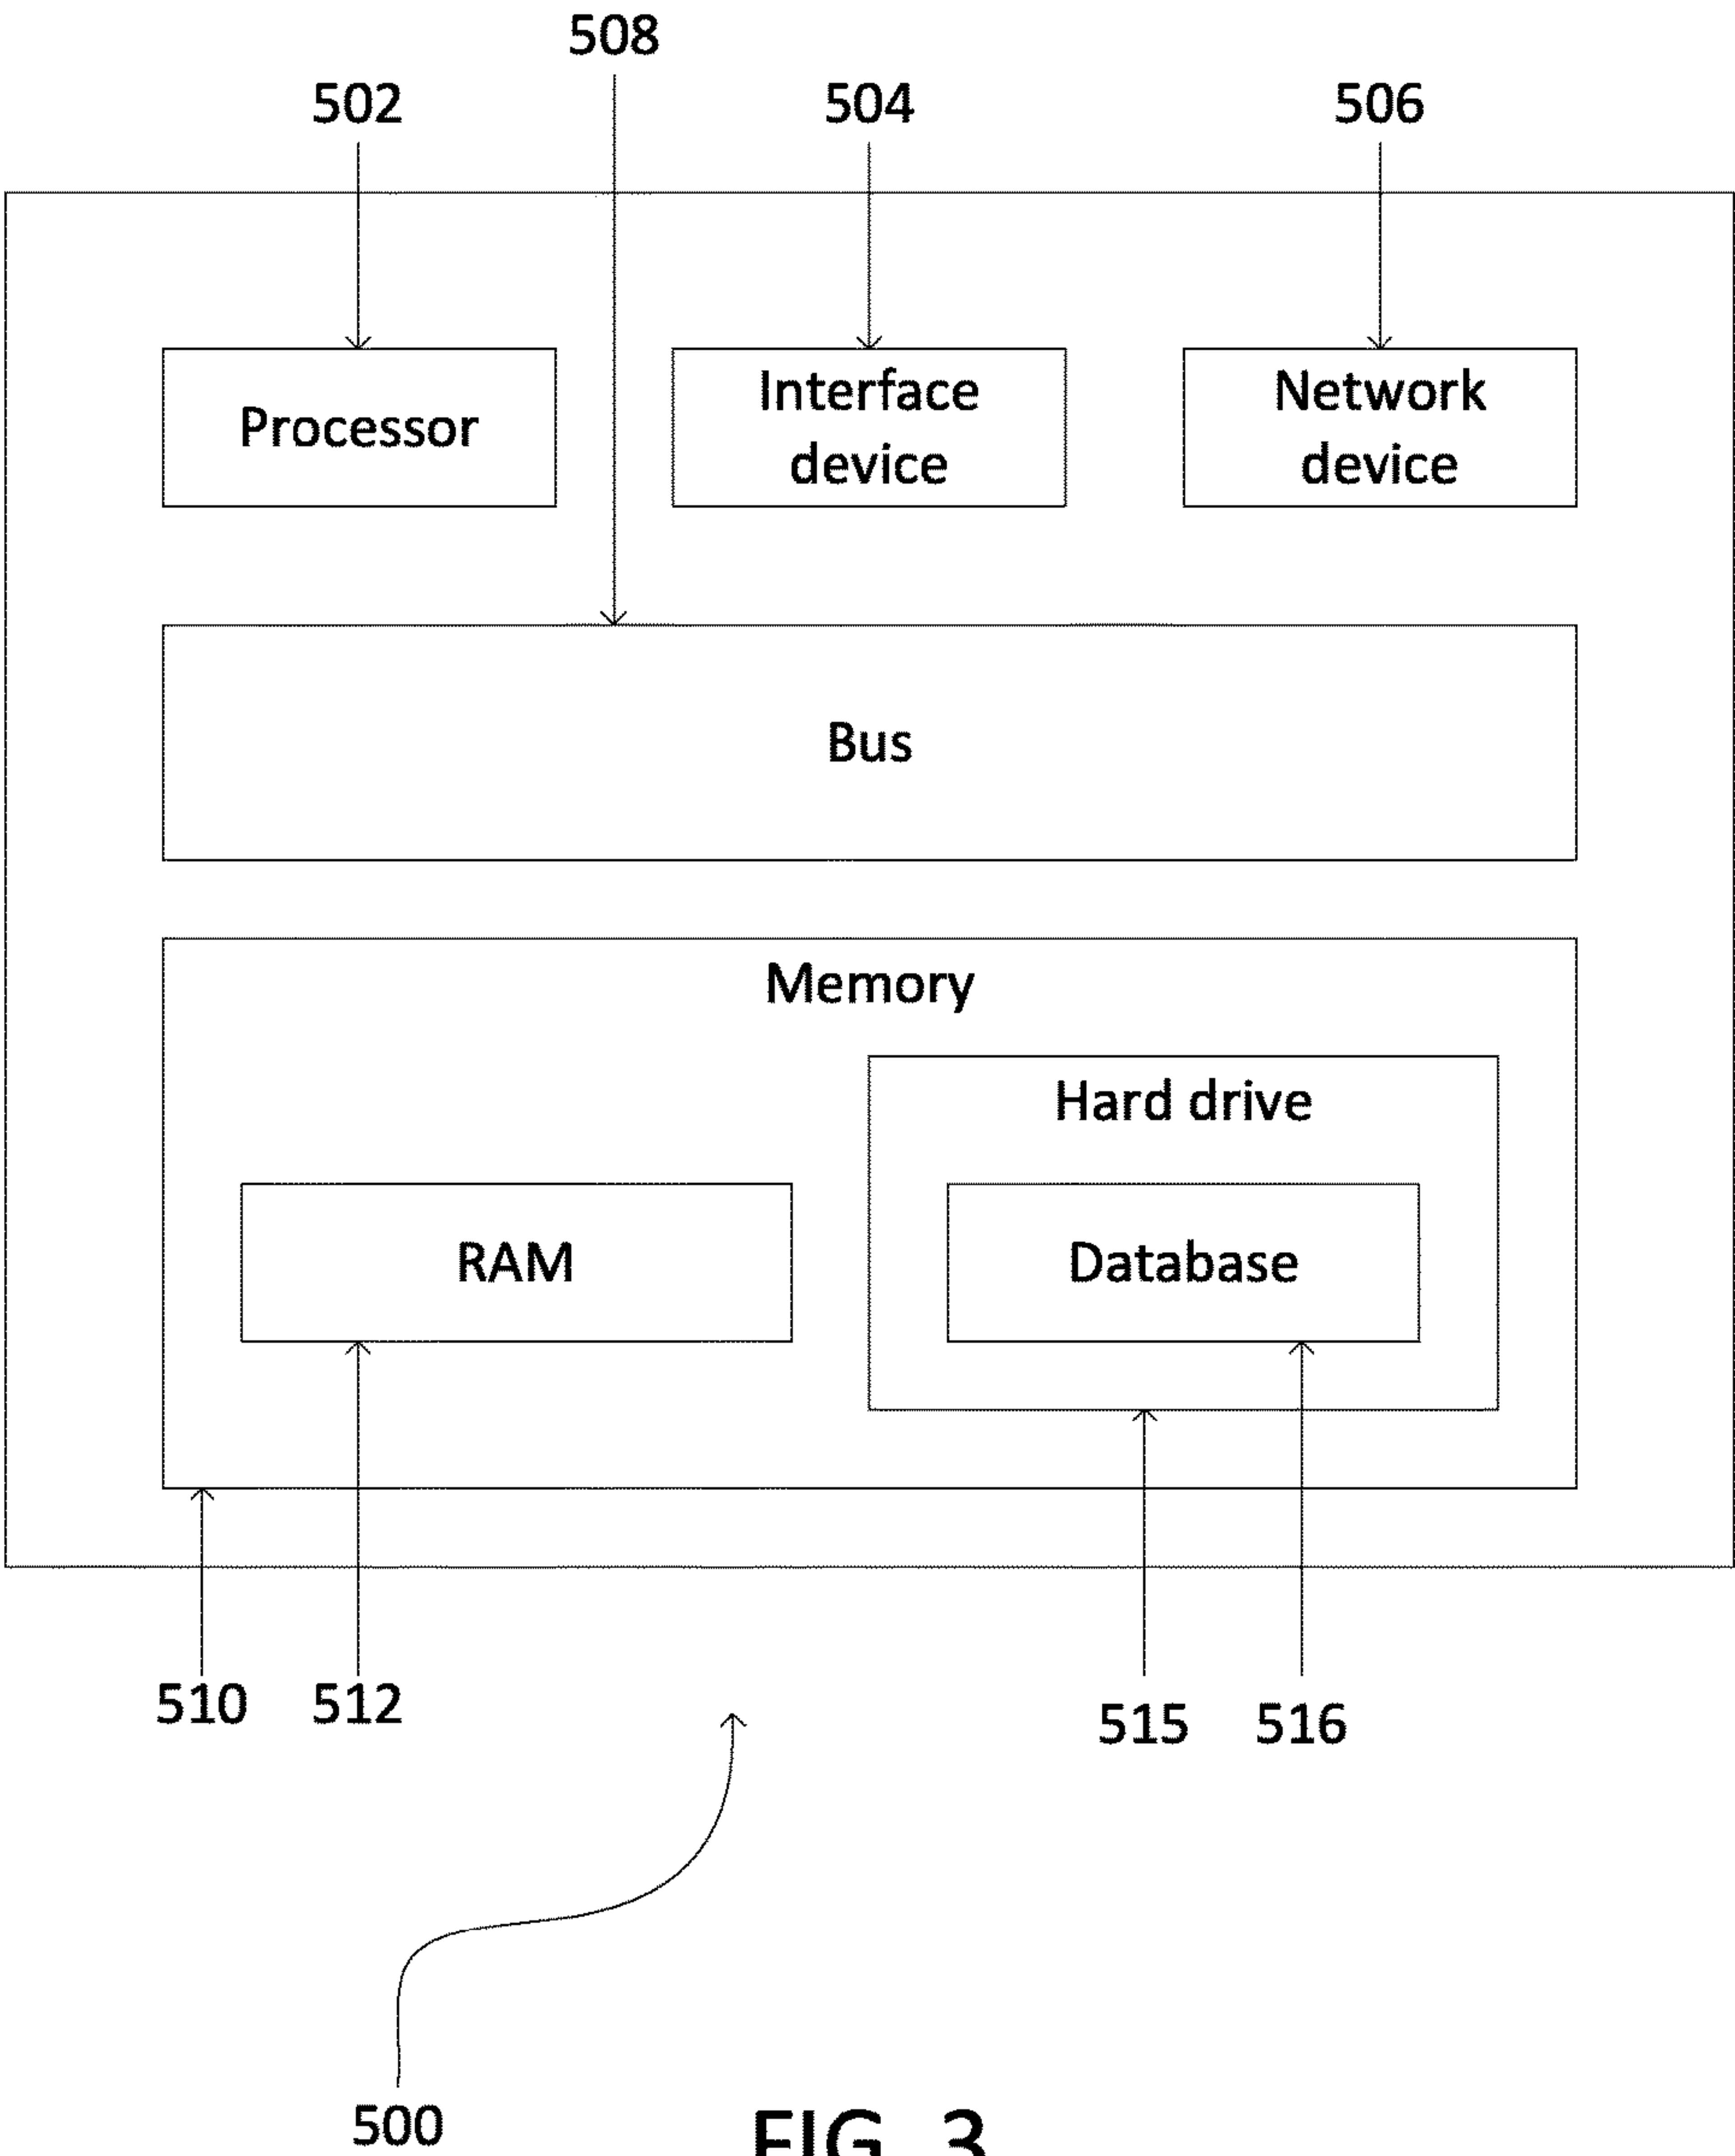 508
502 504 506
Processor
Interface
device
Network
device
Bus
Memory
Hard drive
RAM
Database
510 512 515 516
500
FIG. 3